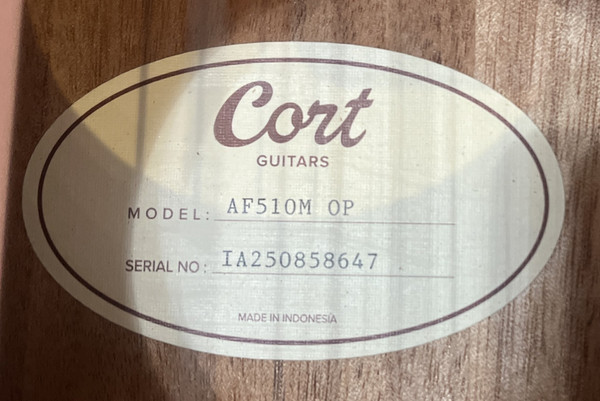 Cort
GUITARS
MODEL: AF510M OP
SERIAL NO: IA250858647
MADE IN INDONESIA